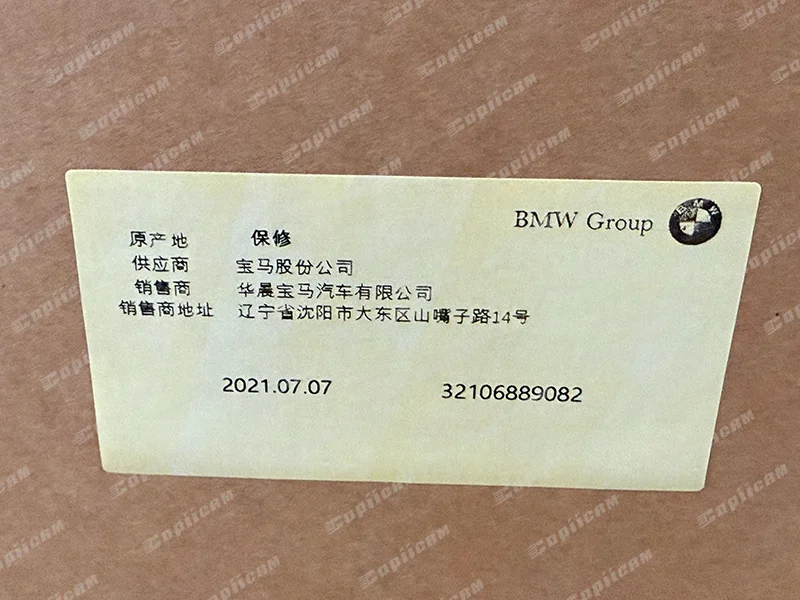 BMW Group
BMW
原产地 保修
供应商 宝马股份公司
销售商 华晨宝马汽车有限公司
销售商地址 辽宁省沈阳市大东区山嘴子路14号
2021.07.07 32106889082
Copiicam